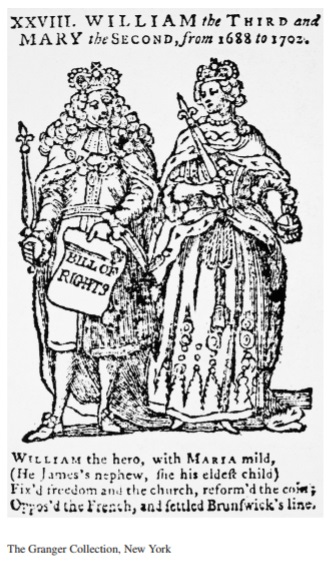 XXVIII. WILLIAM the THIRD and
MARY the SECOND, from 1688 to 1702.
BILL OF
RIGHTS
WILLIAM the hero, with MARIA mild,
(He James's nephew, ſhe his eldeſt child)
Fix'd freedom and the church, reform'd the coin;
Oppos'd the French, and ſettled Brunſwick's line.
The Granger Collection, New York